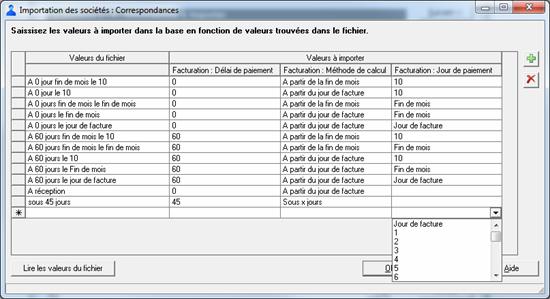 Importation des sociétés : Correspondances
Saisissez les valeurs à importer dans la base en fonction de valeurs trouvées dans le fichier.
Valeurs du fichier Valeurs à importer
Facturation : Délai de paiement Facturation : Méthode de calcul Facturation : Jour de paiement
A 0 jour fin de mois le 10 0 A partir de la fin de mois 10
A 0 jour le 10 0 A partir du jour de facture 10
A 0 jours fin de mois le fin de mois 0 A partir de la fin de mois Fin de mois
A 0 jours le fin de mois 0 A partir du jour de facture Fin de mois
A 0 jours le jour de facture 0 A partir du jour de facture Jour de facture
A 60 jours fin de mois le 10 60 A partir de la fin de mois 10
A 60 jours fin de mois le fin de mois 60 A partir de la fin de mois Fin de mois
A 60 jours le 10 60 A partir du jour de facture 10
A 60 jours le Fin de mois 60 A partir du jour de facture Fin de mois
A 60 jours le jour de facture 60 A partir du jour de facture Jour de facture
A réception 0 A partir du jour de facture
sous 45 jours 45 Sous x jours
Jour de facture
1
2
3
4
5
6
Lire les valeurs du fichier Aide